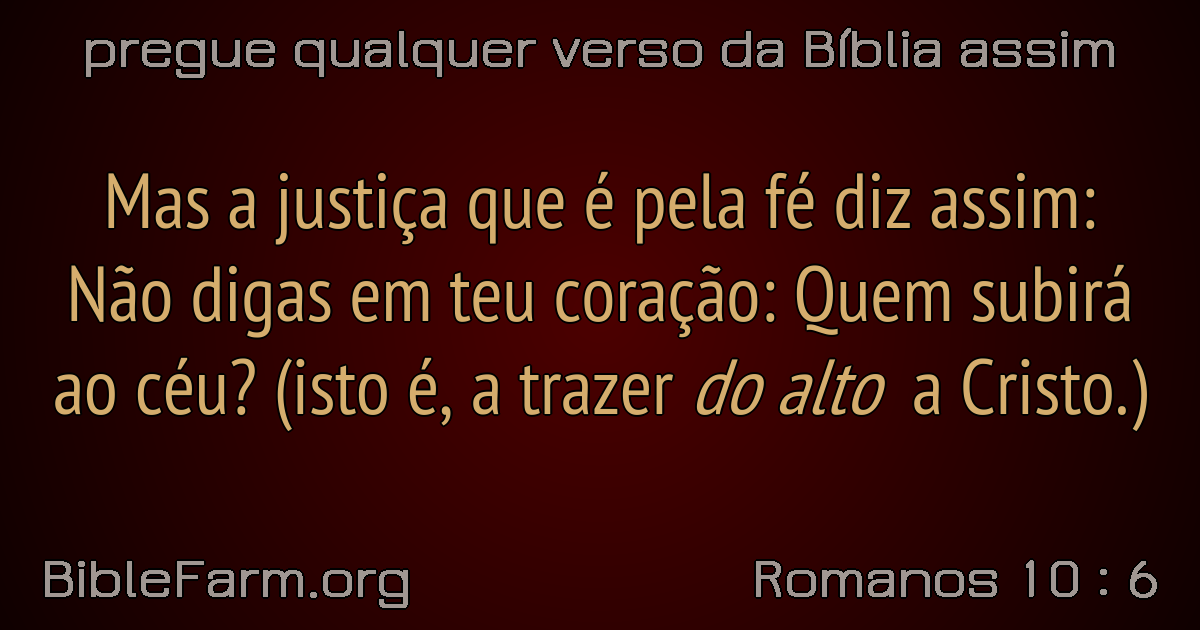 pregue qualquer verso da Bíblia assim
Mas a justiça que é pela fé diz assim:
Não digas em teu coração: Quem subirá
ao céu? (isto é, a trazer do alto a Cristo.)
BibleFarm.org
Romanos 10 : 6